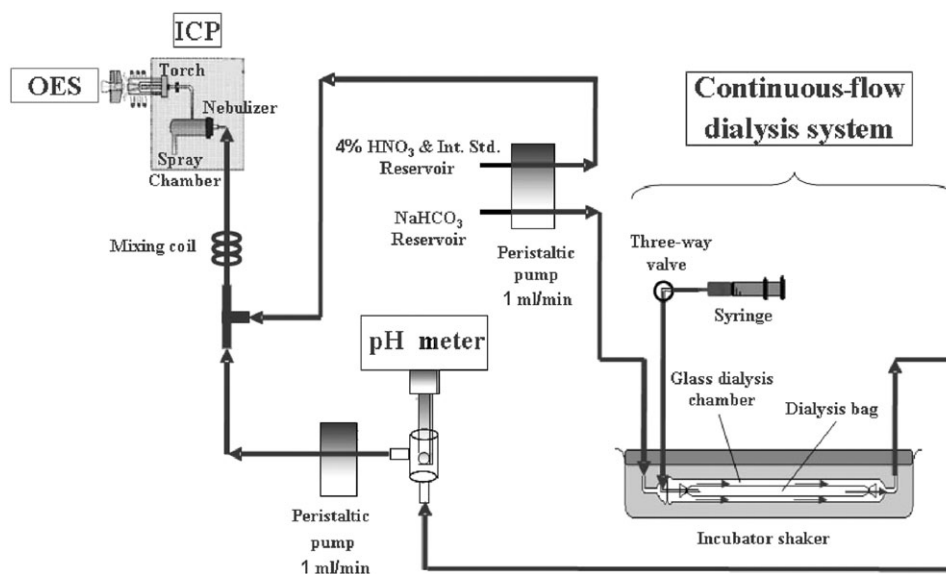 ICP
OES
Torch
Nebulizer
Spray
Chamber
Mixing coil
4% HNO₃ & Int. Std.
Reservoir
NaHCO₃
Reservoir
Peristaltic
pump
1 ml/min
Continuous-flow
dialysis system
Three-way
valve
Syringe
pH meter
Glass dialysis
chamber
Dialysis bag
Peristaltic
pump
1 ml/min
Incubator shaker